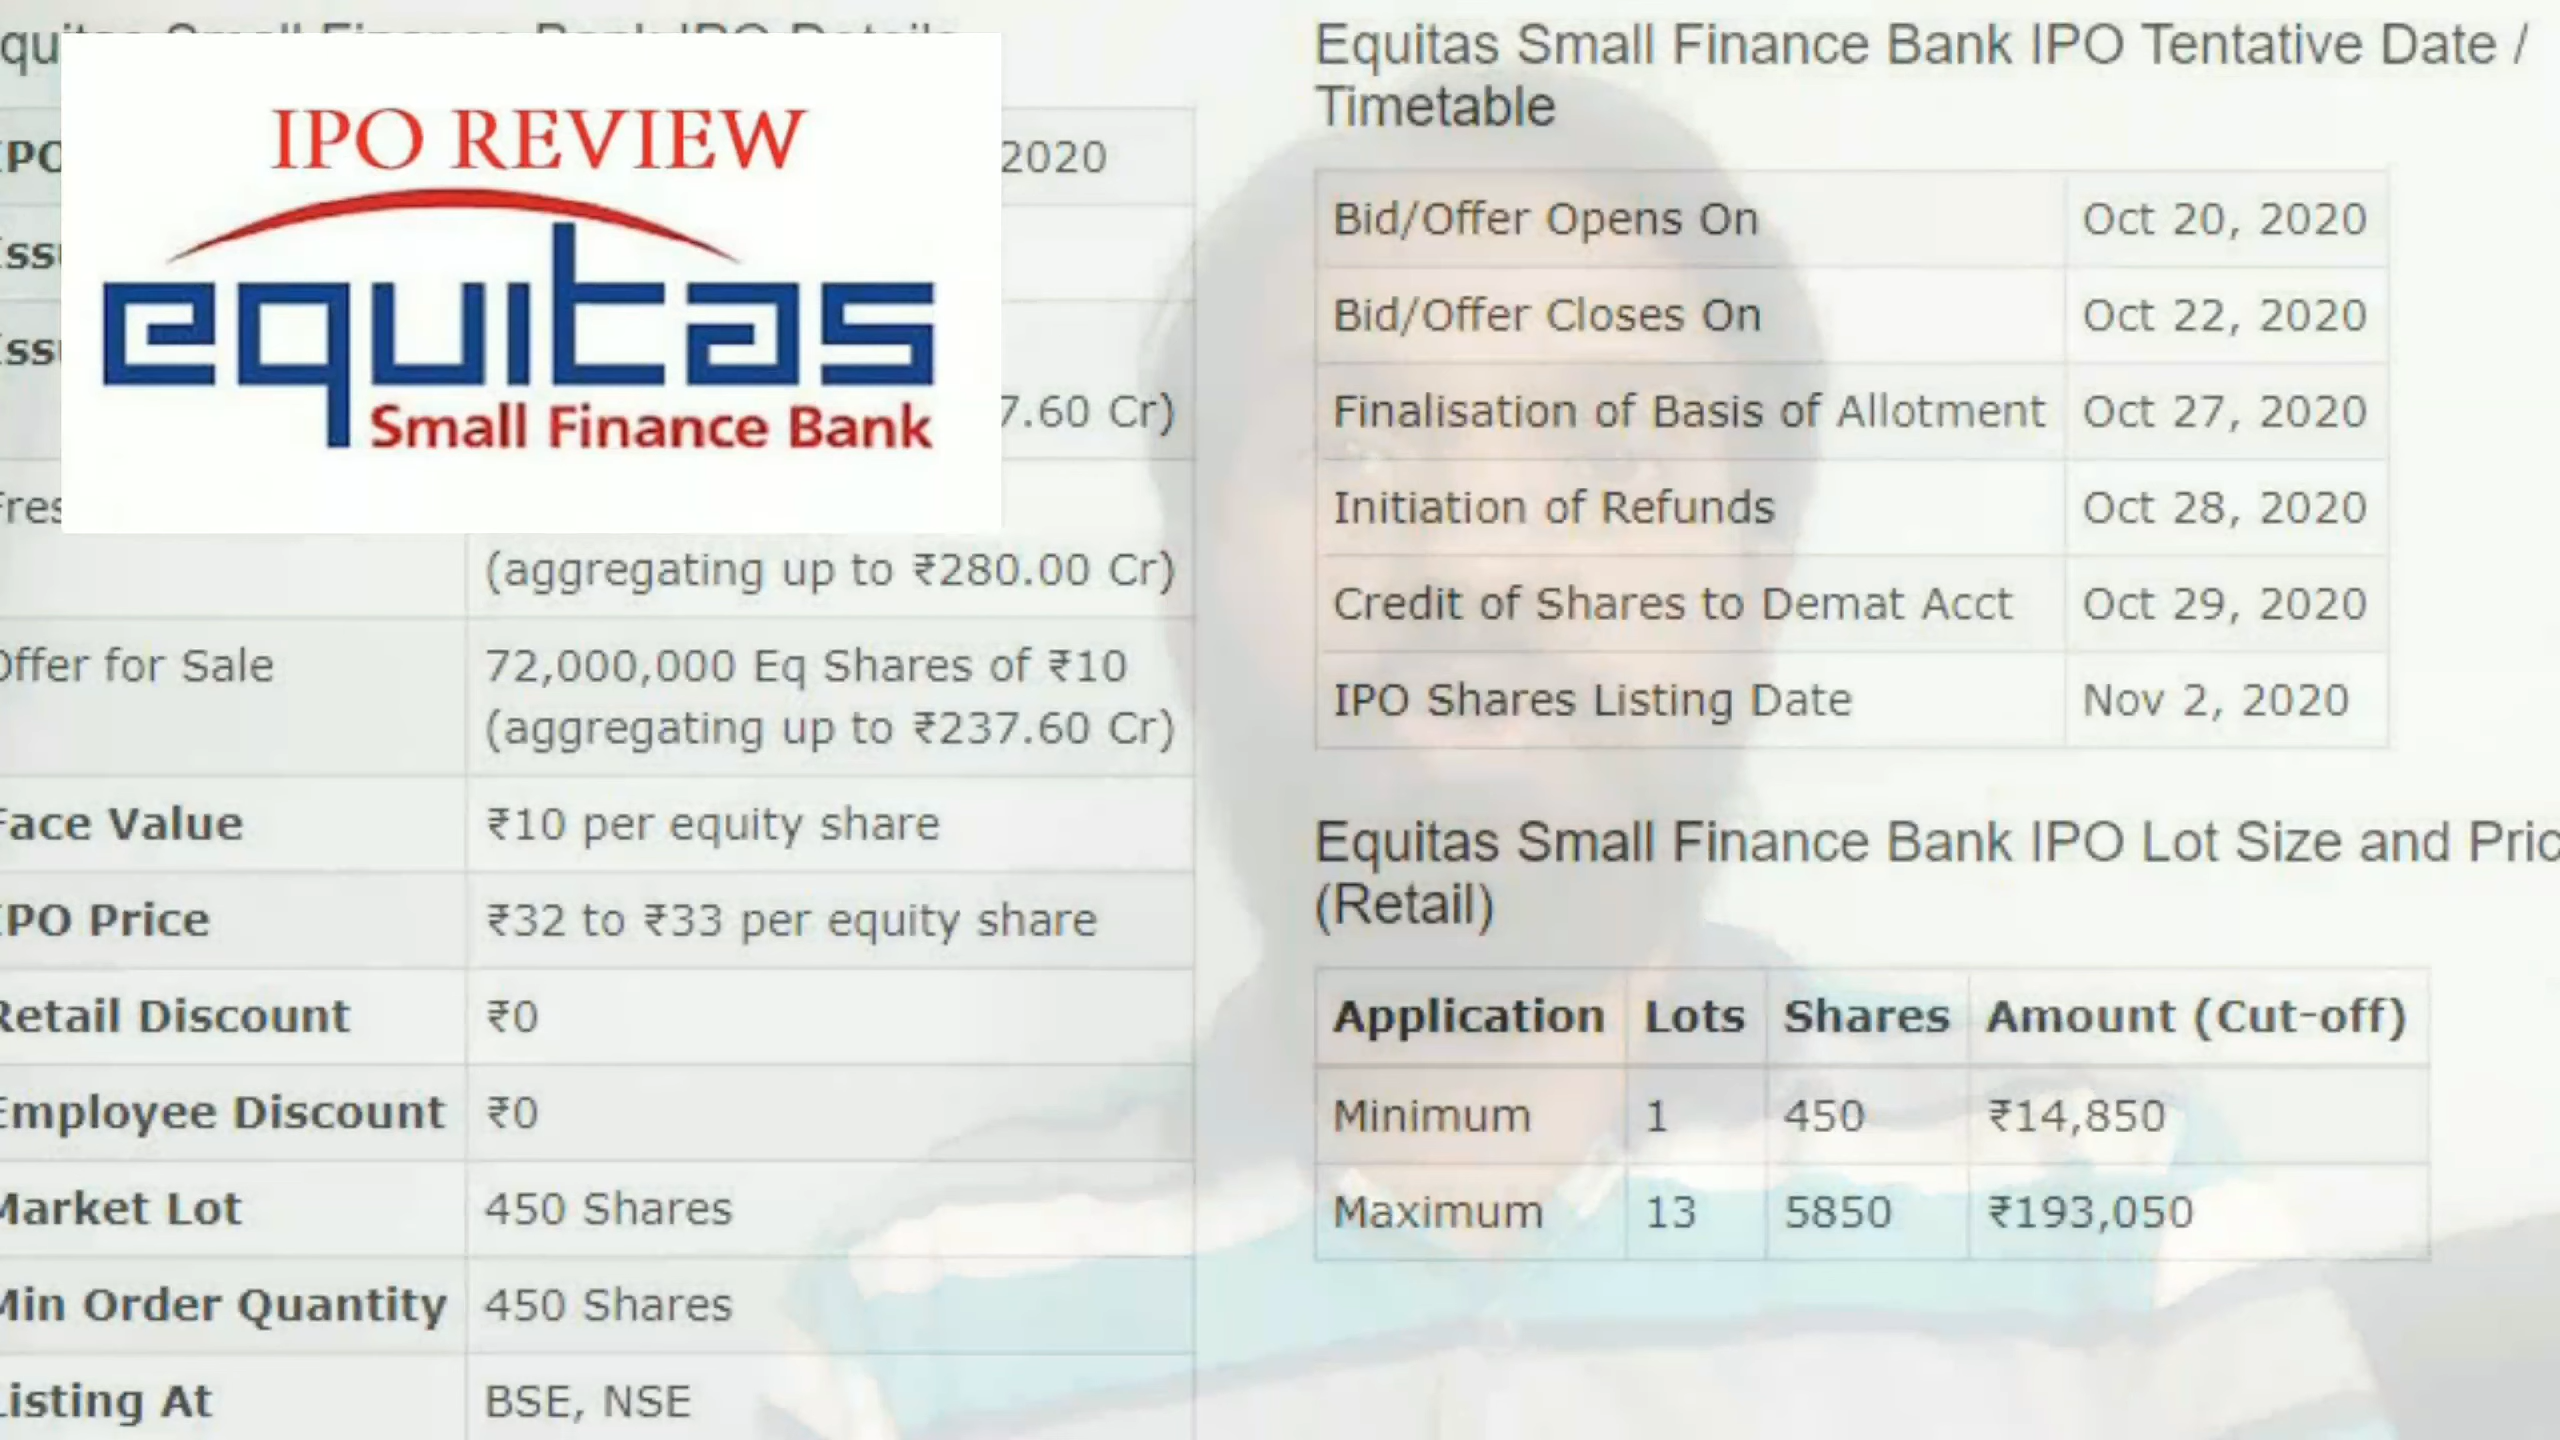 Equitas Small Finance Bank IPO Details
IPO REVIEW
equitas
Small Finance Bank
2020
7.60 Cr)
(aggregating up to ₹280.00 Cr)
Offer for Sale
72,000,000 Eq Shares of ₹10
(aggregating up to ₹237.60 Cr)
Face Value
₹10 per equity share
IPO Price
₹32 to ₹33 per equity share
Retail Discount
₹0
Employee Discount
₹0
Market Lot
450 Shares
Min Order Quantity
450 Shares
Listing At
BSE, NSE
Equitas Small Finance Bank IPO Tentative Date /
Timetable
Bid/Offer Opens On
Oct 20, 2020
Bid/Offer Closes On
Oct 22, 2020
Finalisation of Basis of Allotment
Oct 27, 2020
Initiation of Refunds
Oct 28, 2020
Credit of Shares to Demat Acct
Oct 29, 2020
IPO Shares Listing Date
Nov 2, 2020
Equitas Small Finance Bank IPO Lot Size and Pric
(Retail)
Application Lots Shares Amount (Cut-off)
Minimum 1 450 ₹14,850
Maximum 13 5850 ₹193,050